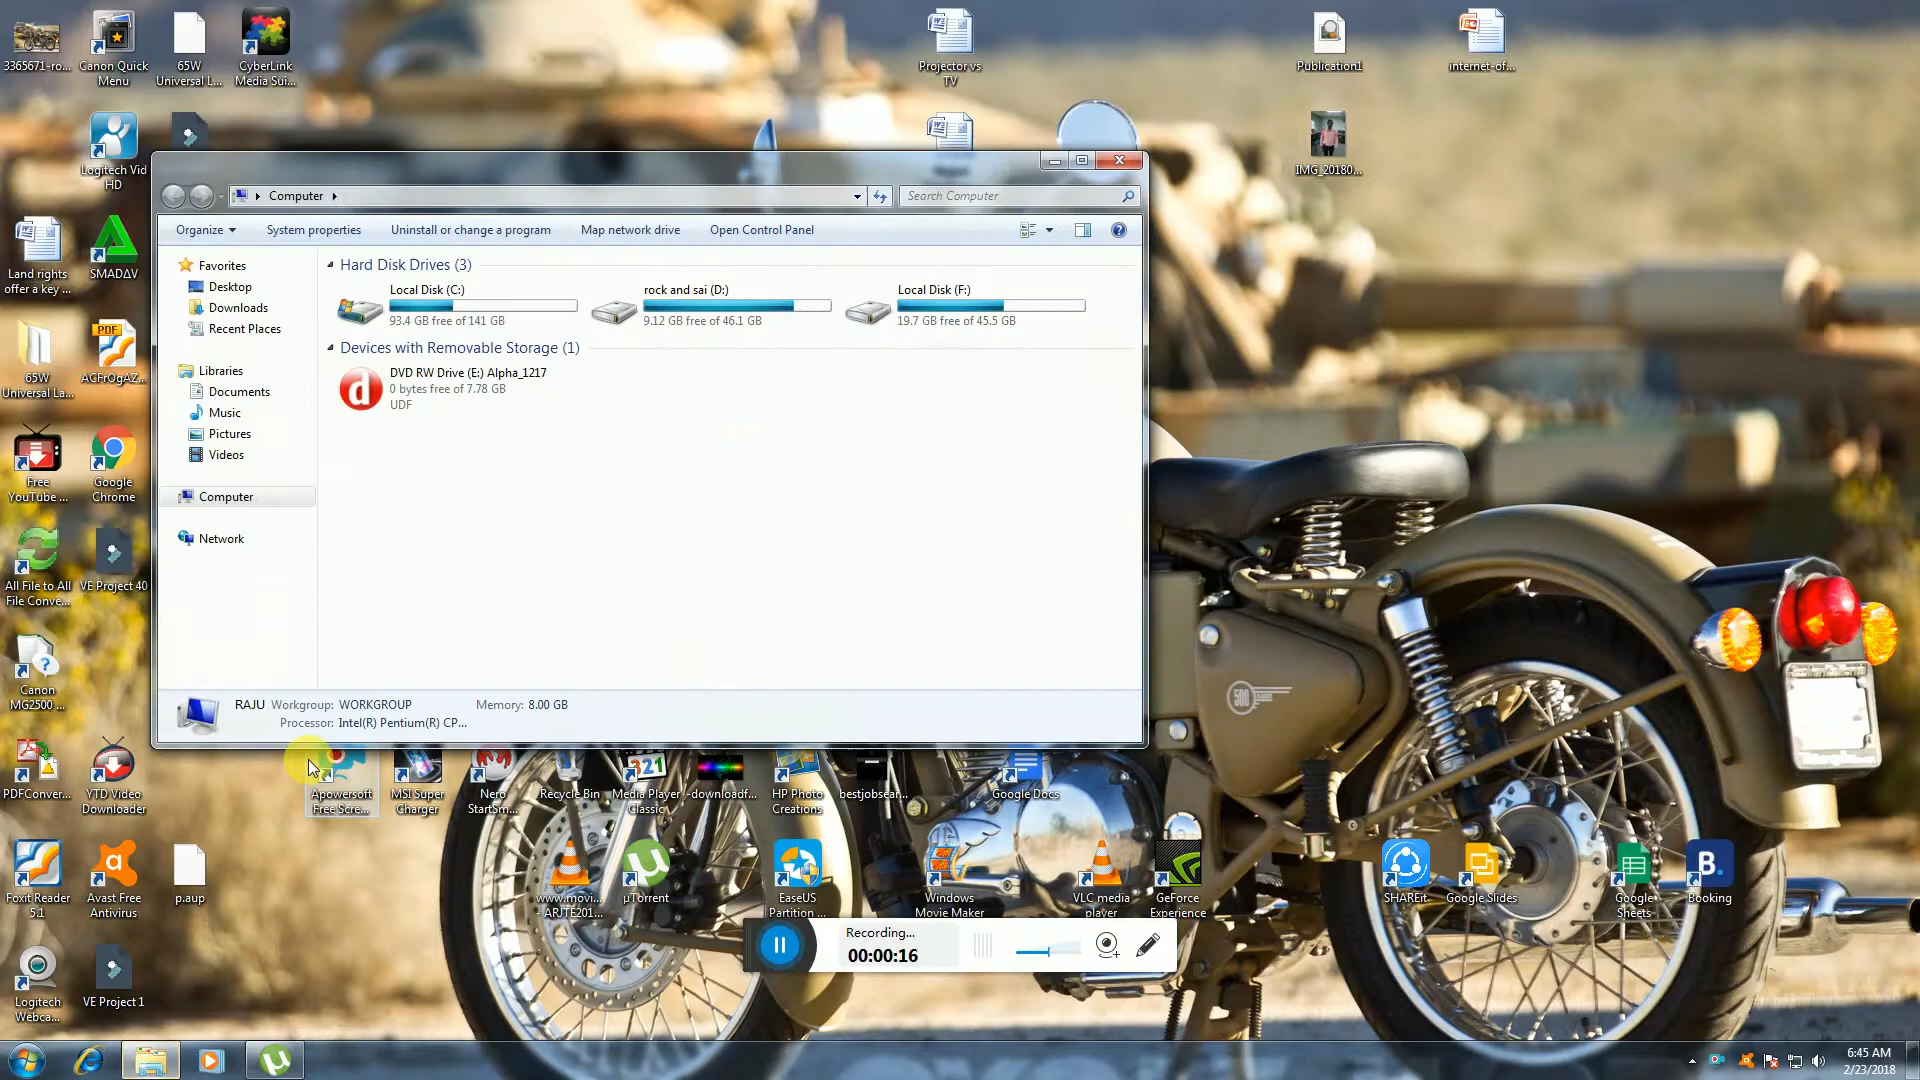 3365671-ro...
Canon Quick
Menu
65W
Universal L...
CyberLink
Media Sui...
Projector vs
TV
Publication1
internet-of...
Logitech Vid
HD
IMG_20180...
Computer
Search Computer
Organize
System properties
Uninstall or change a program
Map network drive
Open Control Panel
Favorites
Desktop
Downloads
Recent Places
Libraries
Documents
Music
Pictures
Videos
Computer
Network
Hard Disk Drives (3)
Local Disk (C:)
93.4 GB free of 141 GB
rock and sai (D:)
9.12 GB free of 46.1 GB
Local Disk (F:)
19.7 GB free of 45.5 GB
Devices with Removable Storage (1)
DVD RW Drive (E:) Alpha_1217
0 bytes free of 7.78 GB
UDF
RAJU Workgroup: WORKGROUP
Memory: 8.00 GB
Processor: Intel(R) Pentium(R) CP...
Land rights
offer a key ...
SMADΔV
65W
Universal La...
PDF
ACFrOgAZ...
Free
YouTube ...
Google
Chrome
All File to All
File Conve...
VE Project 40
Canon
MG2500 ...
PDFConver...
YTD Video
Downloader
Apowersoft
Free Scre...
MSI Super
Charger
Nero
StartSm...
Recycle Bin
321
Media Player
Classic
-downloadf...
HP Photo
Creations
bestjobsear...
Google Docs
Foxit Reader
5.1
Avast Free
Antivirus
p.aup
www.movi...
- ARJTE201...
µTorrent
EaseUS
Partition ...
Windows
Movie Maker
VLC media
player
GeForce
Experience
SHAREit
Google Slides
Google
Sheets
B.
Booking
Logitech
Webca...
VE Project 1
Recording...
00:00:16
500
6:45 AM
2/23/2018